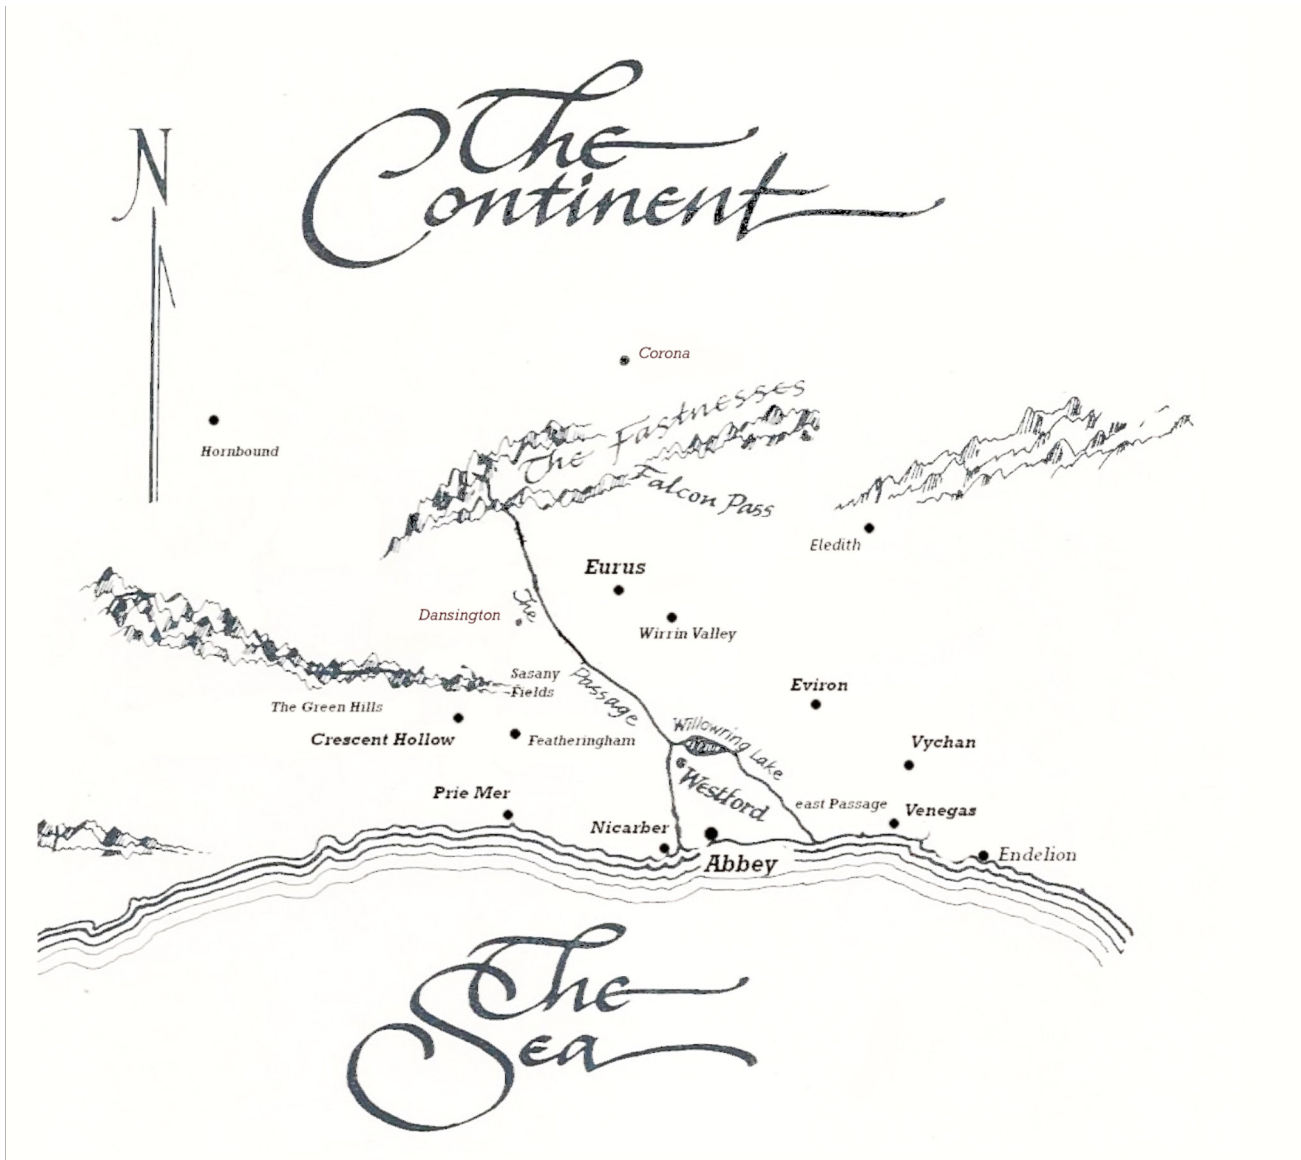 The
Continent
N
Corona
The Fastnesses
Hornbound
Falcon Pass
Eledith
Eurus
The
Dansington
Wirrin Valley
Sasany
Fields
Passage
Eviron
The Green Hills
Crescent Hollow
Featheringham
Willowring Lake
Vychan
Westford
Prie Mer
east Passage
Venegas
Nicarber
Abbey
Endelion
The
Sea